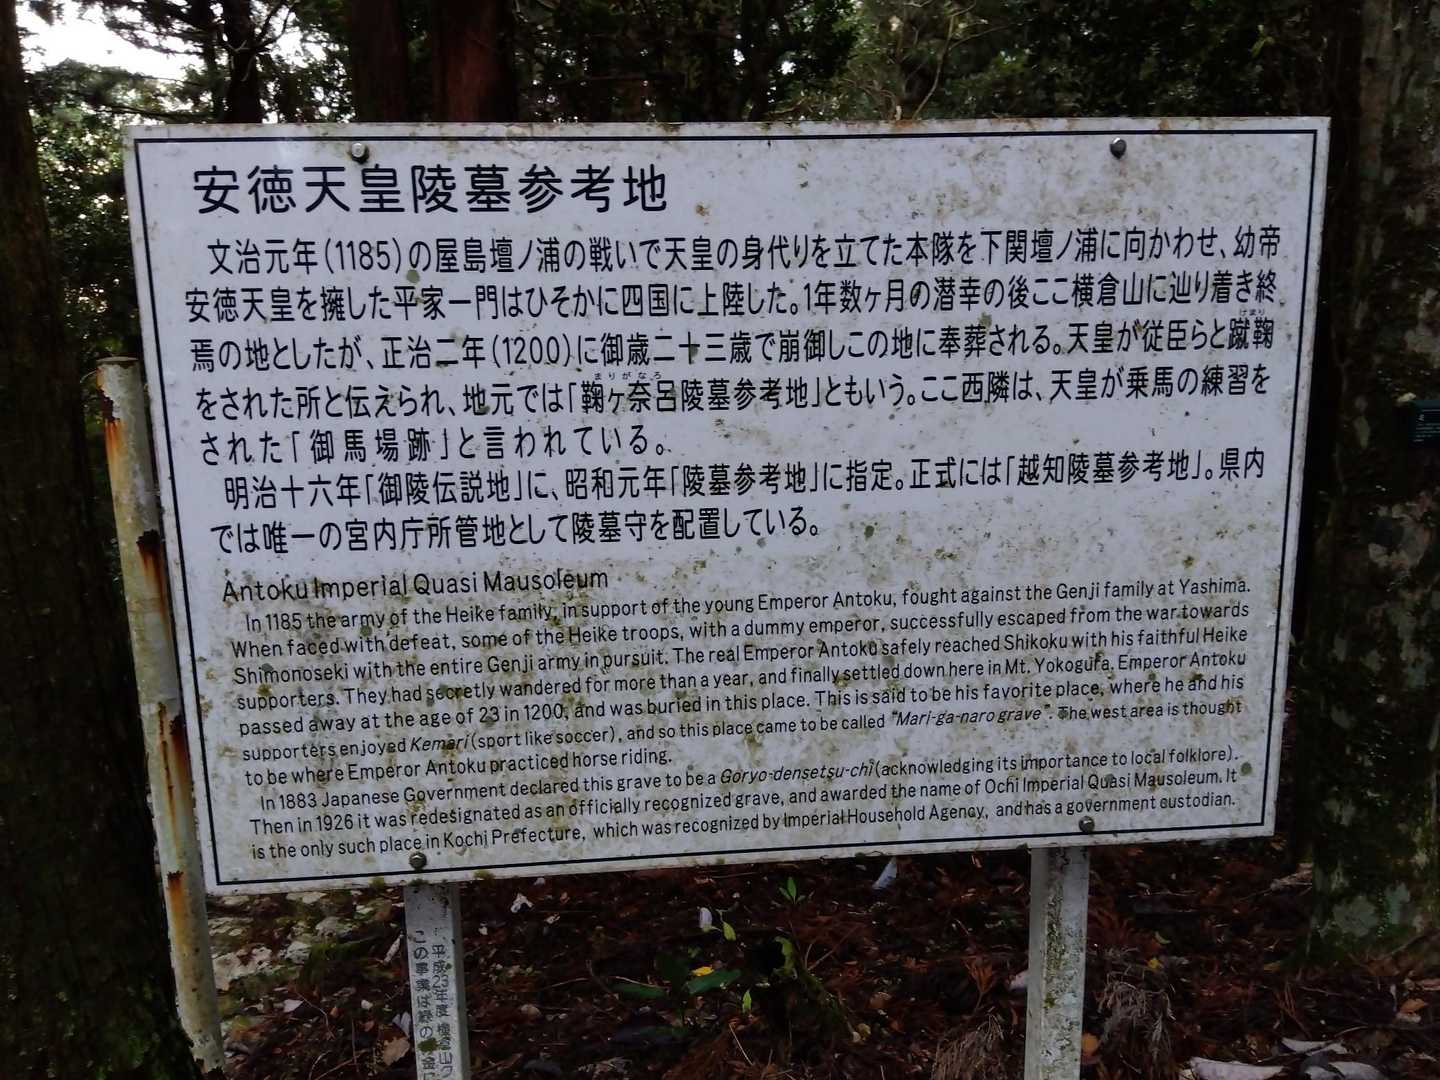 安徳天皇陵墓参考地
文治元年(1185)の屋島壇ノ浦の戦いで天皇の身代りを立てた本隊を下関壇ノ浦に向かわせ、幼帝
安徳天皇を擁した平家一門はひそかに四国に上陸した。1年数ヶ月の潜幸の後ここ横倉山に辿り着き終
焉の地としたが、正治二年(1200)に御歳二十三歳で崩御しこの地に奉葬される。天皇が従臣らと蹴鞠
けまり
をされた所と伝えられ、地元では「鞠ヶ奈呂陵墓参考地」ともいう。ここ西隣は、天皇が乗馬の練習を
まりがなろ
された「御馬場跡」と言われている。
明治十六年「御陵伝説地」に、昭和元年「陵墓参考地」に指定。正式には「越知陵墓参考地」。県内
では唯一の宮内庁所管地として陵墓守を配置している。
Antoku Imperial Quasi Mausoleum
In 1185 the army of the Heike family, in support of the young Emperor Antoku, fought against the Genji family at Yashima.
When faced with defeat, some of the Heike troops, with a dummy emperor, successfully escaped from the war towards
Shimonoseki with the entire Genji army in pursuit. The real Emperor Antoku safely reached Shikoku with his faithful Heike
supporters. They had secretly wandered for more than a year, and finally settled down here in Mt. Yokogura. Emperor Antoku
passed away at the age of 23 in 1200, and was buried in this place. This is said to be his favorite place, where he and his
supporters enjoyed Kemari (sport like soccer), and so this place came to be called "Mari-ga-naro grave". The west area is thought
to be where Emperor Antoku practiced horse riding.
In 1883 Japanese Government declared this grave to be a Goryo-densetsu-chi (acknowledging its importance to local folklore).
Then in 1926 it was redesignated as an officially recognized grave, and awarded the name of Ochi Imperial Quasi Mausoleum. It
is the only such place in Kochi Prefecture, which was recognized by Imperial Household Agency, and has a government custodian.
平成23年度 横倉山
この事業は緑の